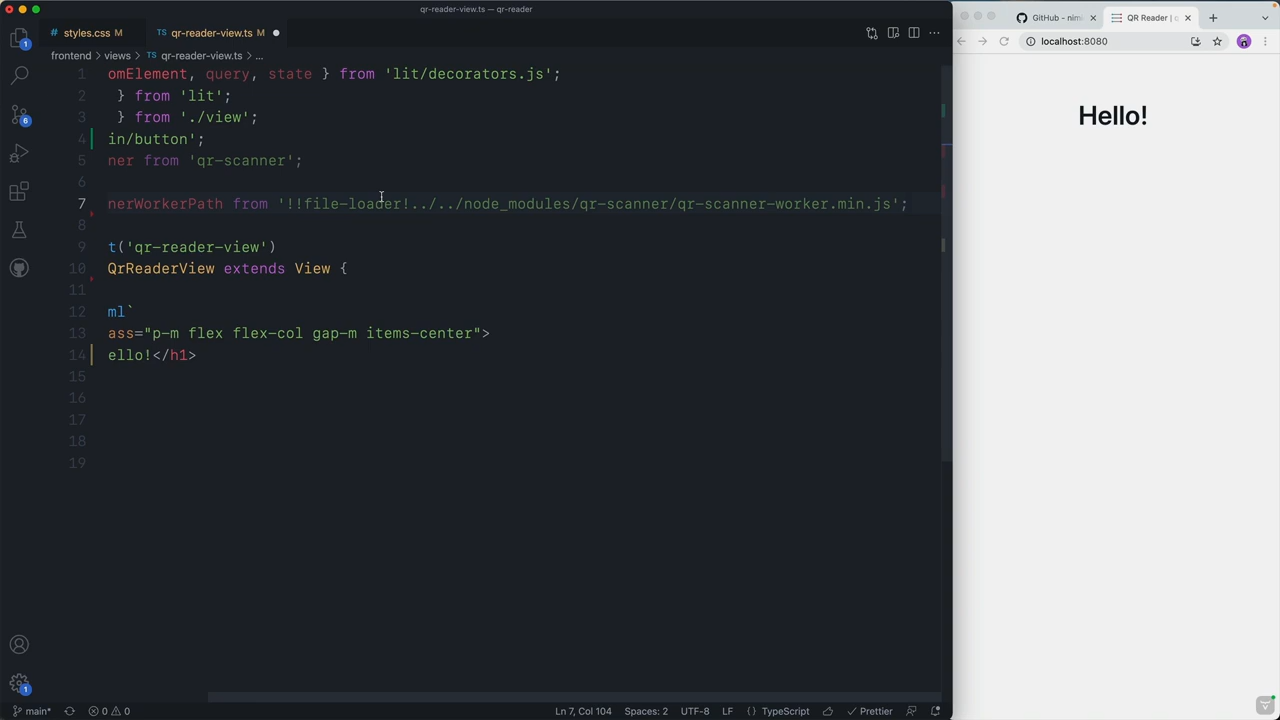 qr-reader-view.ts — qr-reader
styles.css M
TS qr-reader-view.ts M
GitHub - nim
QR Reader | q
localhost:8080
frontend > views > TS qr-reader-view.ts > ...
1 omElement, query, state } from 'lit/decorators.js';
2 } from 'lit';
3 } from './view';
4 in/button';
5 ner from 'qr-scanner';
6
7 nerWorkerPath from '!!file-loader!../../node_modules/qr-scanner/qr-scanner-worker.min.js';
8
9 t('qr-reader-view')
10 QrReaderView extends View {
11
12 ml`
13 ass="p-m flex flex-col gap-m items-center">
14 ello!</h1>
15
16
17
18
19
Hello!
1
6
1
main*
0 0
Ln 7, Col 104
Spaces: 2
UTF-8
LF
{} TypeScript
Prettier